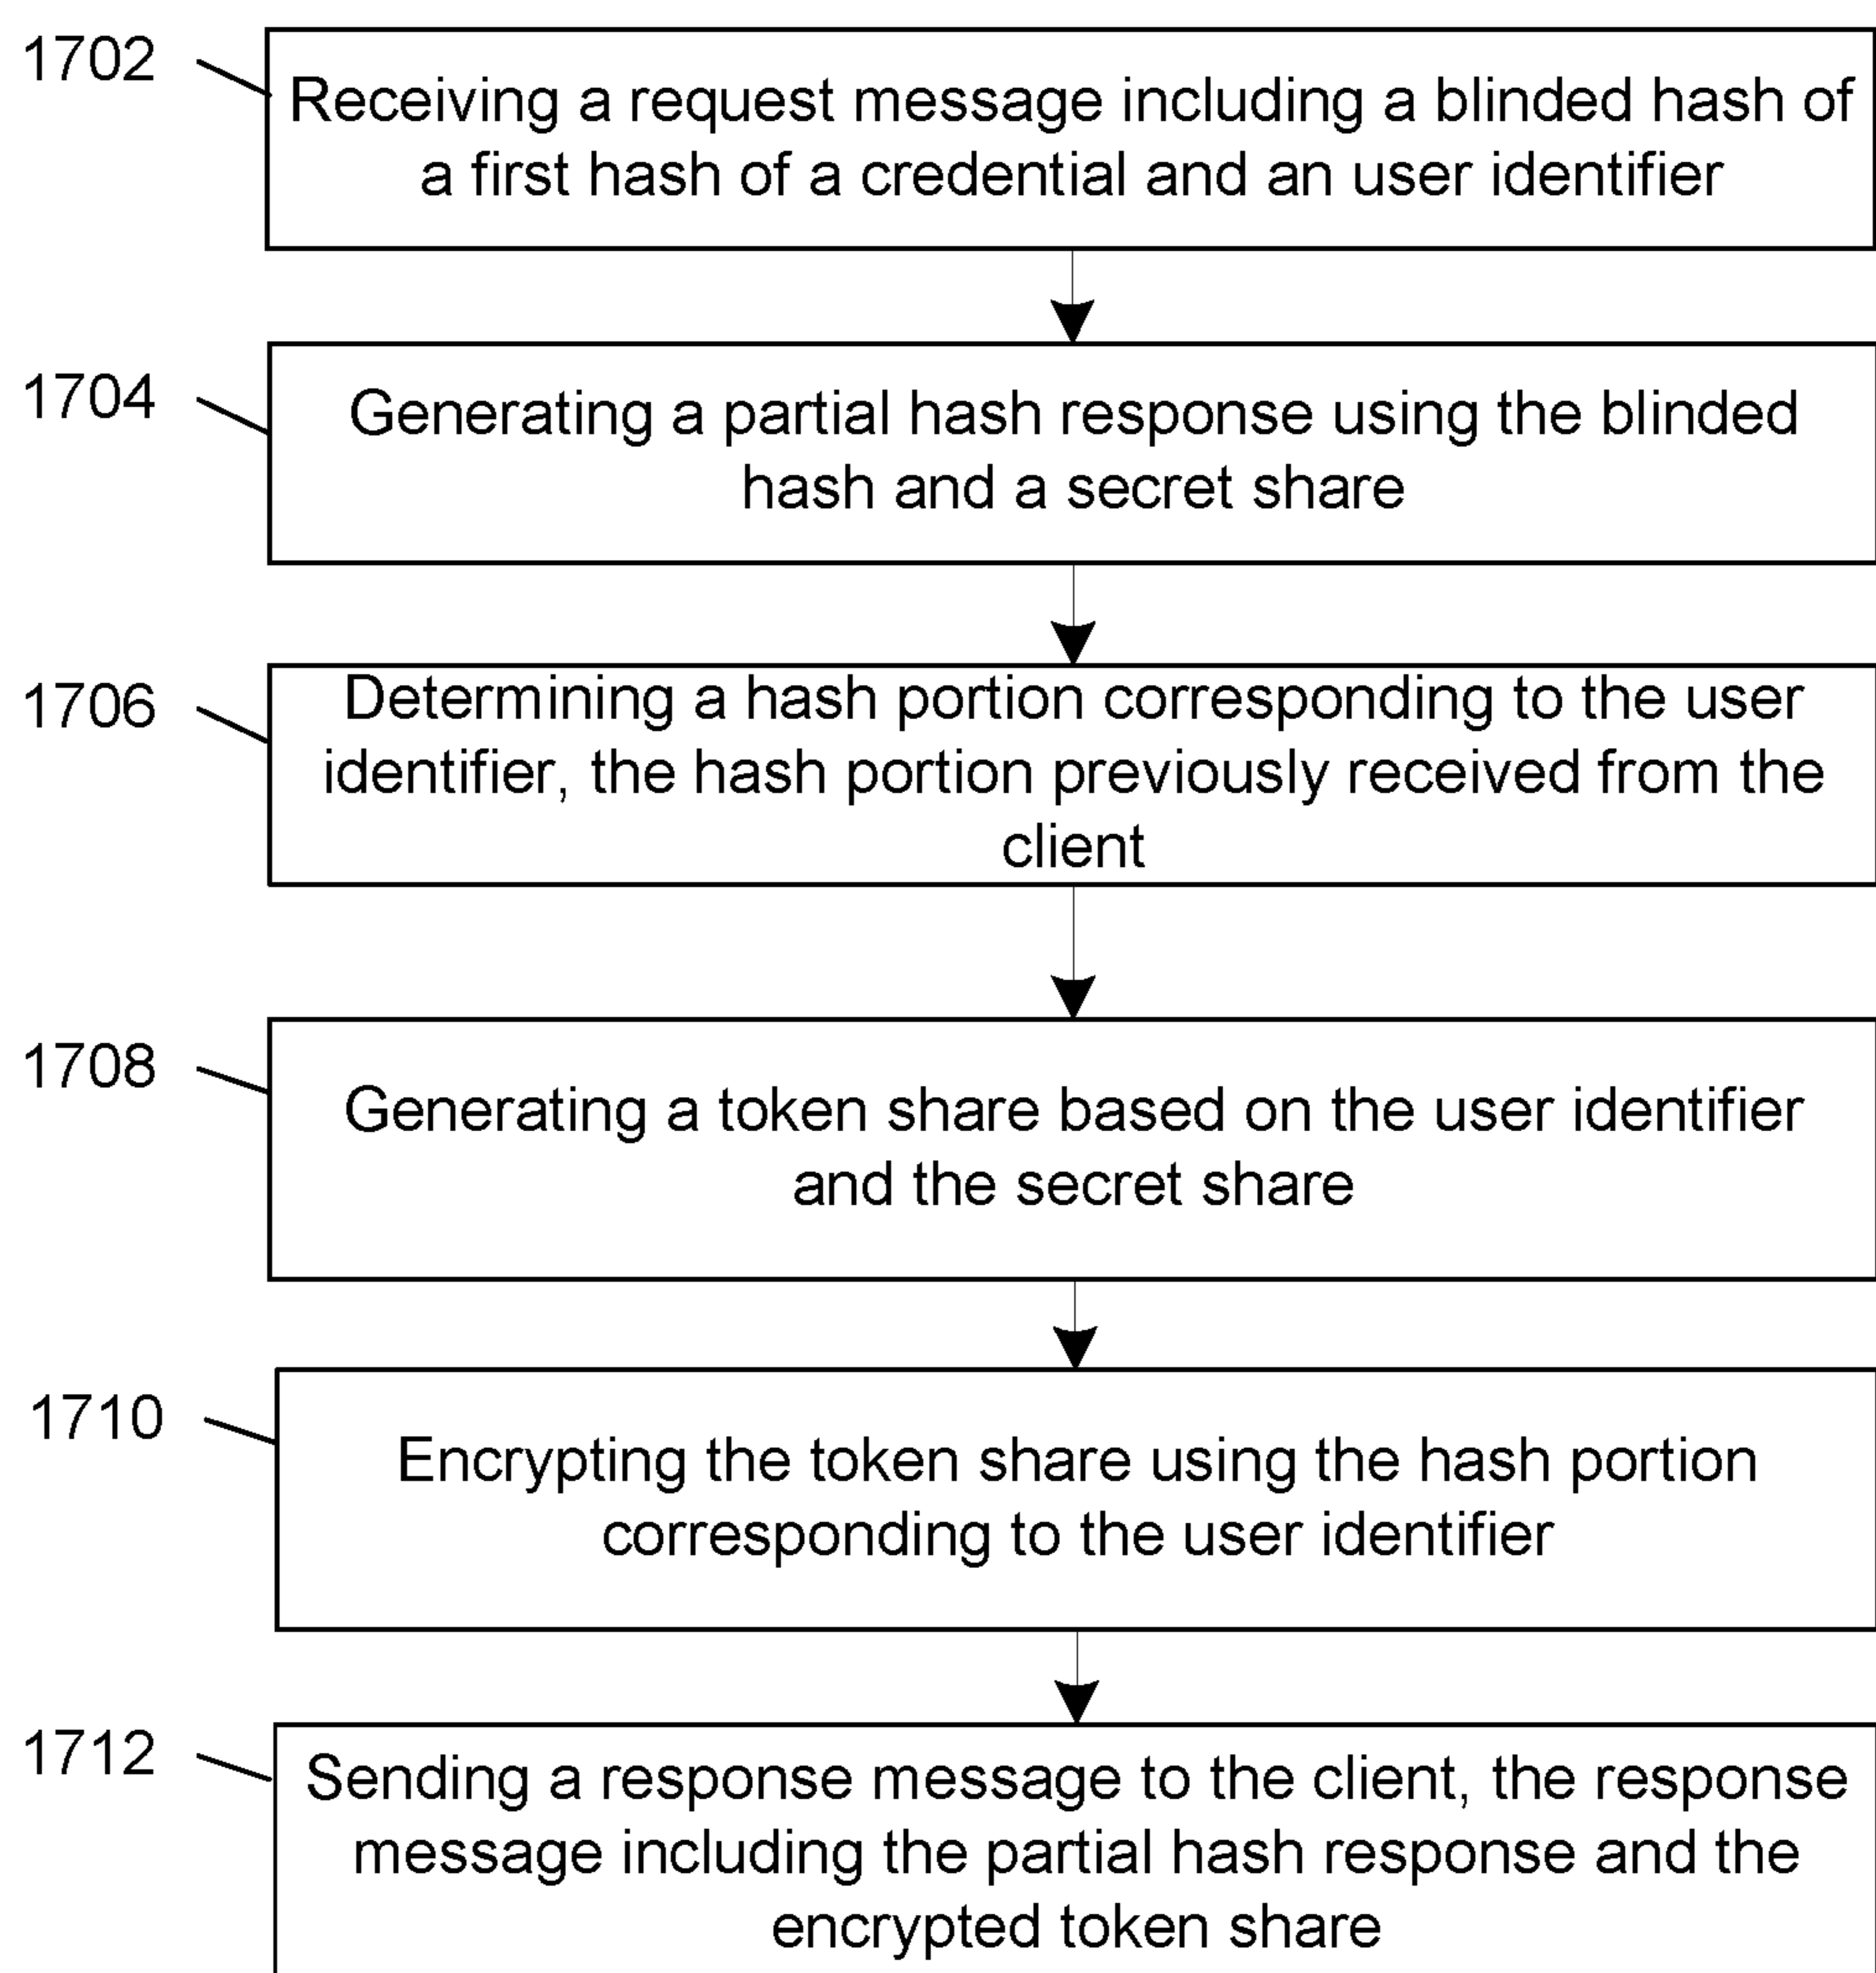 1702
Receiving a request message including a blinded hash of
a first hash of a credential and an user identifier
1704
Generating a partial hash response using the blinded
hash and a secret share
1706
Determining a hash portion corresponding to the user
identifier, the hash portion previously received from the
client
1708
Generating a token share based on the user identifier
and the secret share
1710
Encrypting the token share using the hash portion
corresponding to the user identifier
1712
Sending a response message to the client, the response
message including the partial hash response and the
encrypted token share